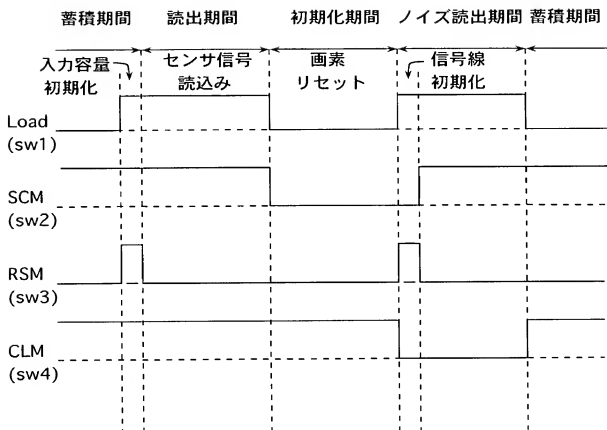 蓄積期間 読出期間 初期化期間 ノイズ読出期間 蓄積期間
入力容量 センサ信号 画素 信号線
初期化 読込み リセット 初期化
Load
(sw1)
SCM
(sw2)
RSM
(sw3)
CLM
(sw4)